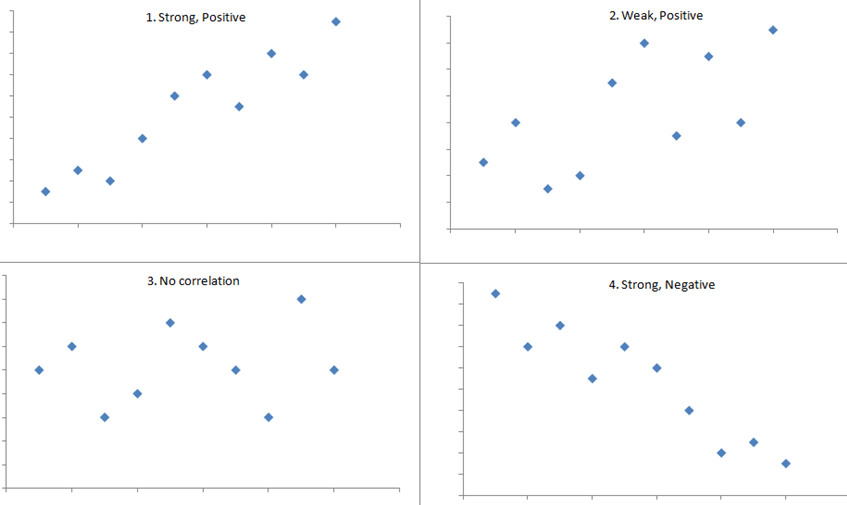 1. Strong, Positive
2. Weak, Positive
3. No correlation
4. Strong, Negative